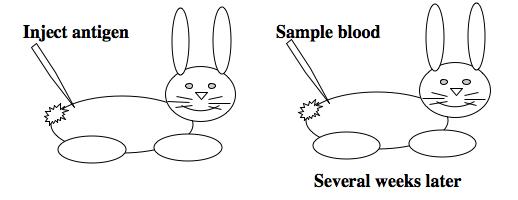 Inject antigen
Sample blood
Several weeks later